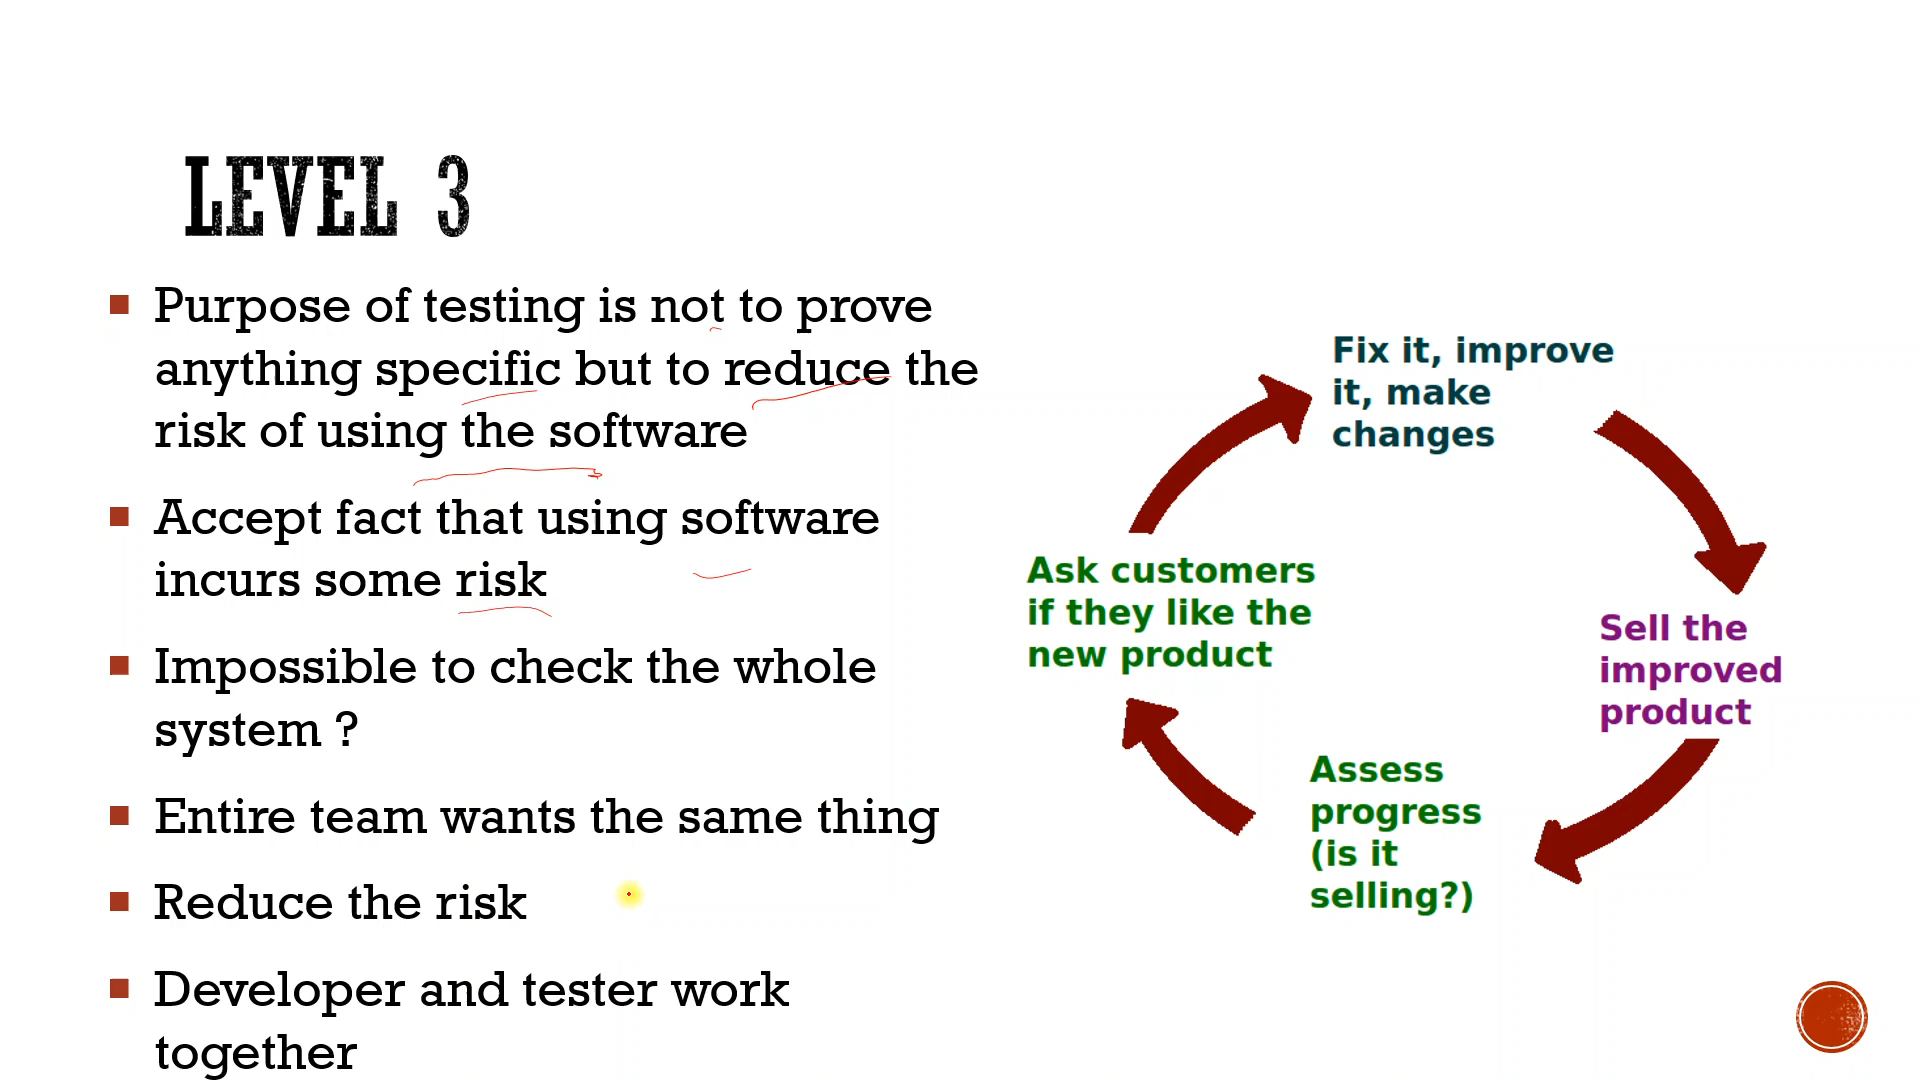 LEVEL 3
Purpose of testing is not to prove
anything specific but to reduce the
risk of using the software
Accept fact that using software
incurs some risk
Impossible to check the whole
system ?
Entire team wants the same thing
Reduce the risk
Developer and tester work
together
Fix it, improve
it, make
changes
Sell the
improved
product
Assess
progress
(is it
selling?)
Ask customers
if they like the
new product